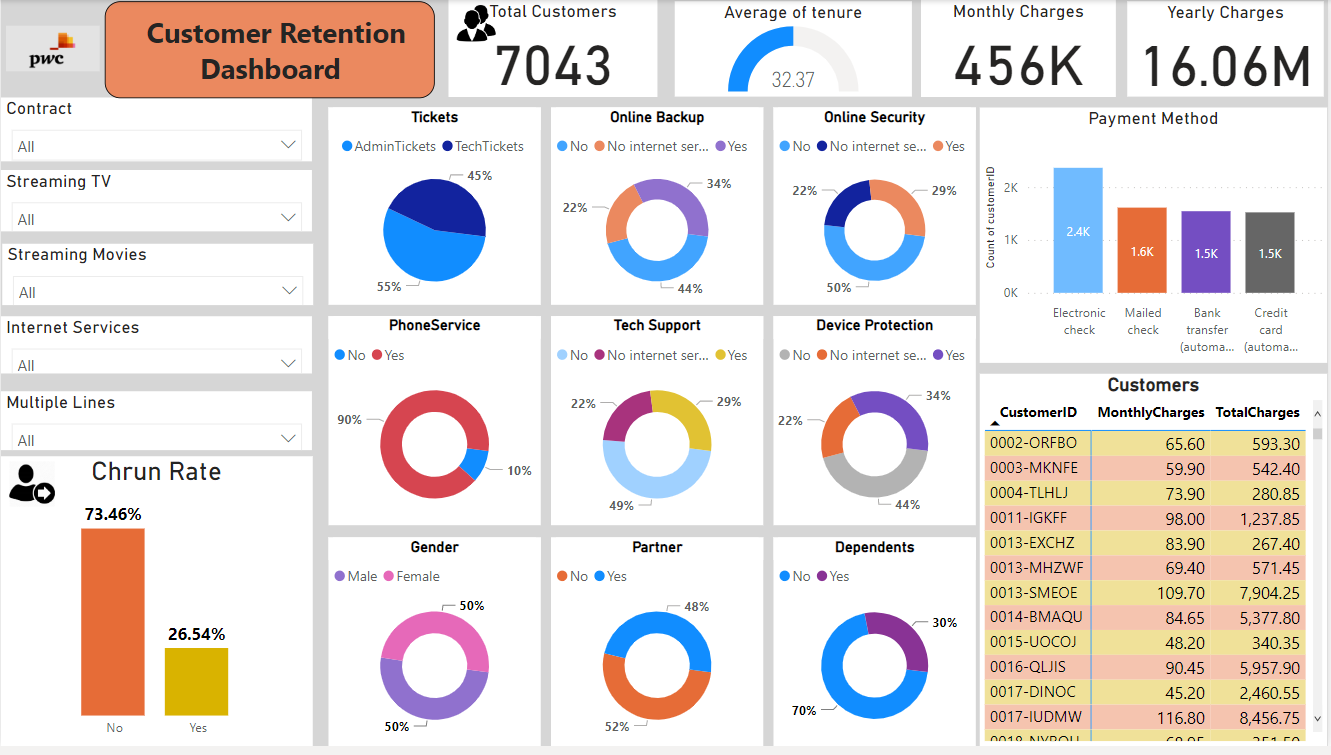 pwc
Customer Retention
Dashboard
Total Customers
7043
Average of tenure
32.37
Monthly Charges
456K
Yearly Charges
16.06M
Contract
All
Streaming TV
All
Streaming Movies
All
Internet Services
All
Multiple Lines
All
Chrun Rate
73.46%
26.54%
No
Yes
Tickets
AdminTickets TechTickets
45%
55%
Online Backup
No No internet ser... Yes
34%
22%
44%
Online Security
No No internet se... Yes
22%
29%
50%
PhoneService
No Yes
90%
10%
Tech Support
No No internet ser... Yes
22%
29%
49%
Device Protection
No No internet se... Yes
34%
22%
44%
Gender
Male Female
50%
50%
Partner
No Yes
48%
52%
Dependents
No Yes
30%
70%
Payment Method
Count of customerID
2K
1K
0K
2.4K
1.6K
1.5K
1.5K
Electronic
check
Mailed
check
Bank
transfer
(automa...
Credit
card
(automa...
Customers
CustomerID MonthlyCharges TotalCharges
0002-ORFBO 65.60 593.30
0003-MKNFE 59.90 542.40
0004-TLHLJ 73.90 280.85
0011-IGKFF 98.00 1,237.85
0013-EXCHZ 83.90 267.40
0013-MHZWF 69.40 571.45
0013-SMEOE 109.70 7,904.25
0014-BMAQU 84.65 5,377.80
0015-UOCOJ 48.20 340.35
0016-QLJIS 90.45 5,957.90
0017-DINOC 45.20 2,460.55
0017-IUDMW 116.80 8,456.75